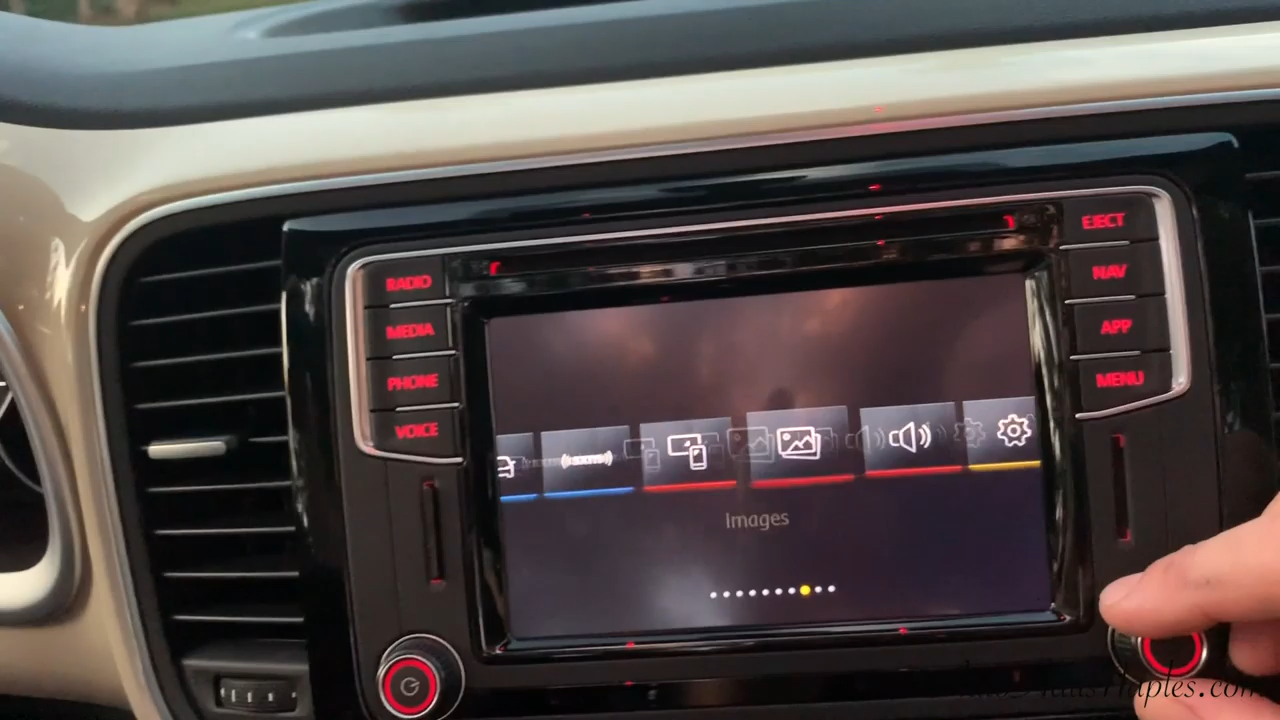 EJECT
RADIO
NAV
MEDIA
APP
PHONE
MENU
VOICE
Images